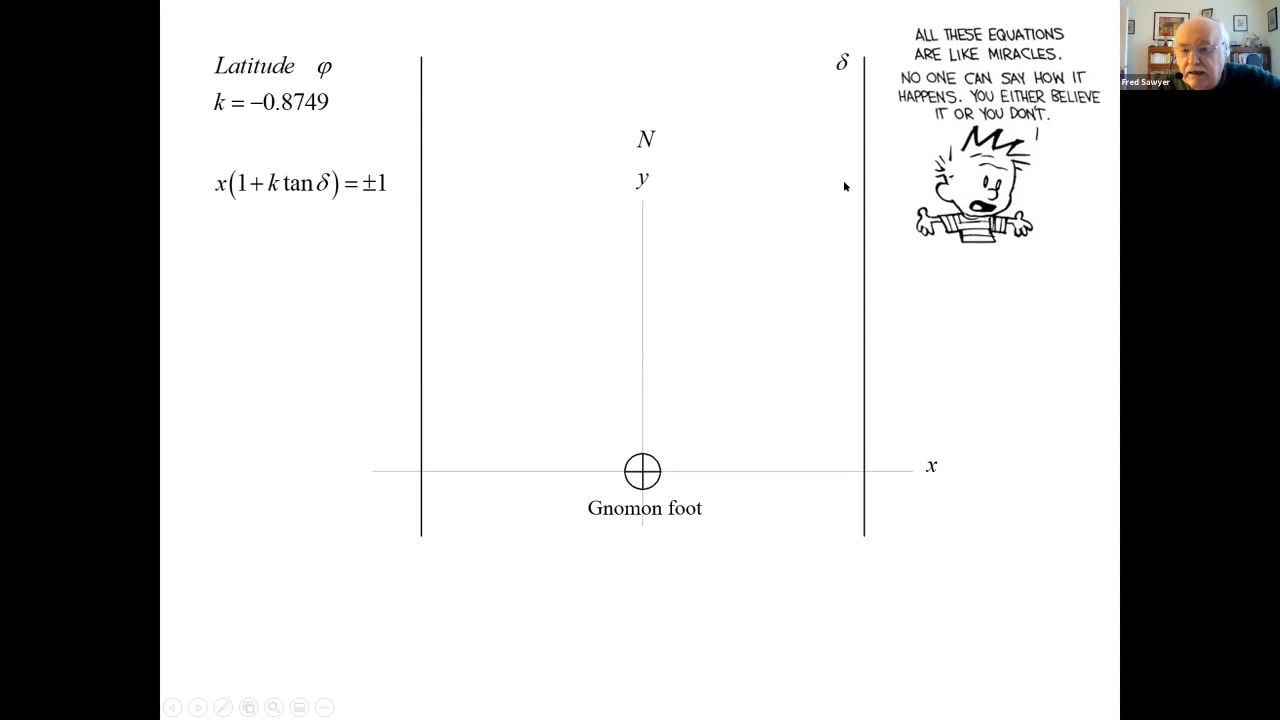 Latitude φ
k = −0.8749
x(1+ k tan δ) = ±1
N
y
δ
x
Gnomon foot
ALL THESE EQUATIONS
ARE LIKE MIRACLES.
NO ONE CAN SAY HOW IT
HAPPENS. YOU EITHER BELIEVE
IT OR YOU DON'T.
Fred Sawyer